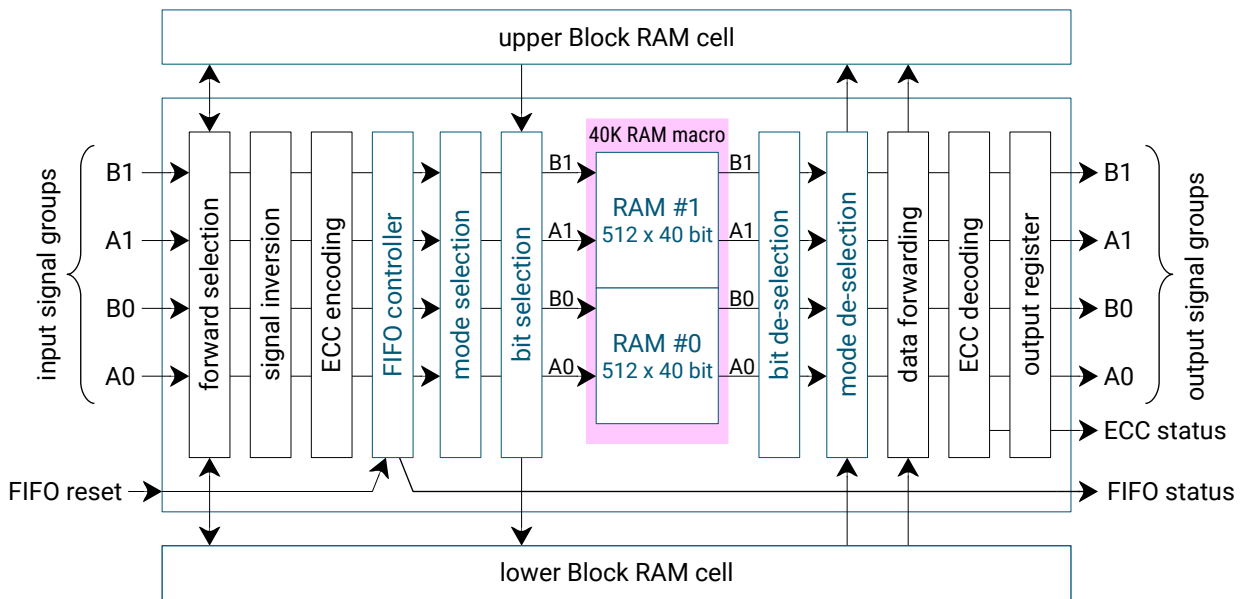 upper Block RAM cell
input signal groups
B1
A1
B0
A0
forward selection
signal inversion
ECC encoding
FIFO controller
mode selection
bit selection
B1
A1
B0
A0
40K RAM macro
RAM #1
512 x 40 bit
RAM #0
512 x 40 bit
B1
A1
B0
A0
bit de-selection
mode de-selection
data forwarding
ECC decoding
output register
B1
A1
B0
A0
output signal groups
ECC status
FIFO reset
FIFO status
lower Block RAM cell